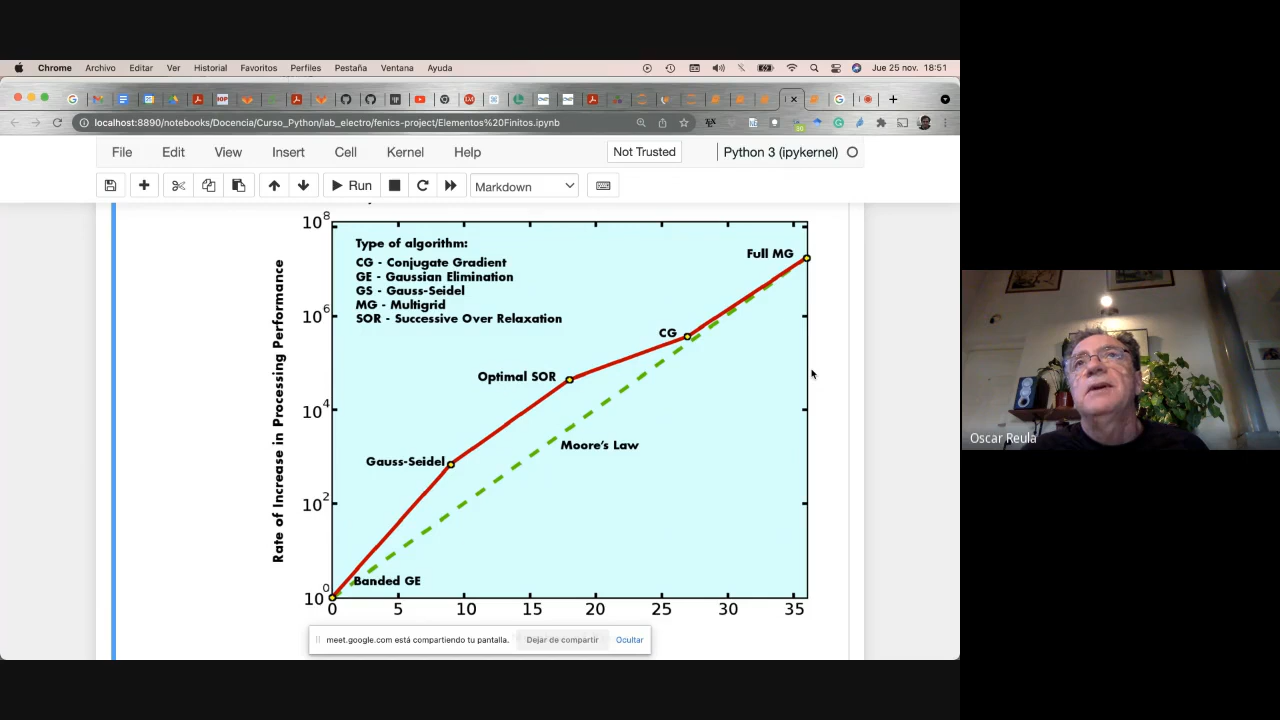 Chrome Archivo Editar Ver Historial Favoritos Perfiles Pestaña Ventana Ayuda Jue 25 nov. 18:51
localhost:8890/notebooks/Docencia/Curso_Python/lab_electro/fenics-project/Elementos%20Finitos.ipynb
File Edit View Insert Cell Kernel Help Not Trusted Python 3 (ipykernel)
Run Markdown
10^8
Type of algorithm:
Full MG
CG - Conjugate Gradient
GE - Gaussian Elimination
GS - Gauss-Seidel
MG - Multigrid
10^6
SOR - Successive Over Relaxation
CG
Optimal SOR
Rate of Increase in Processing Performance
10^4
Oscar Reula
Moore's Law
Gauss-Seidel
10^2
Banded GE
10^0
0 5 10 15 20 25 30 35
meet.google.com está compartiendo tu pantalla. Dejar de compartir Ocultar